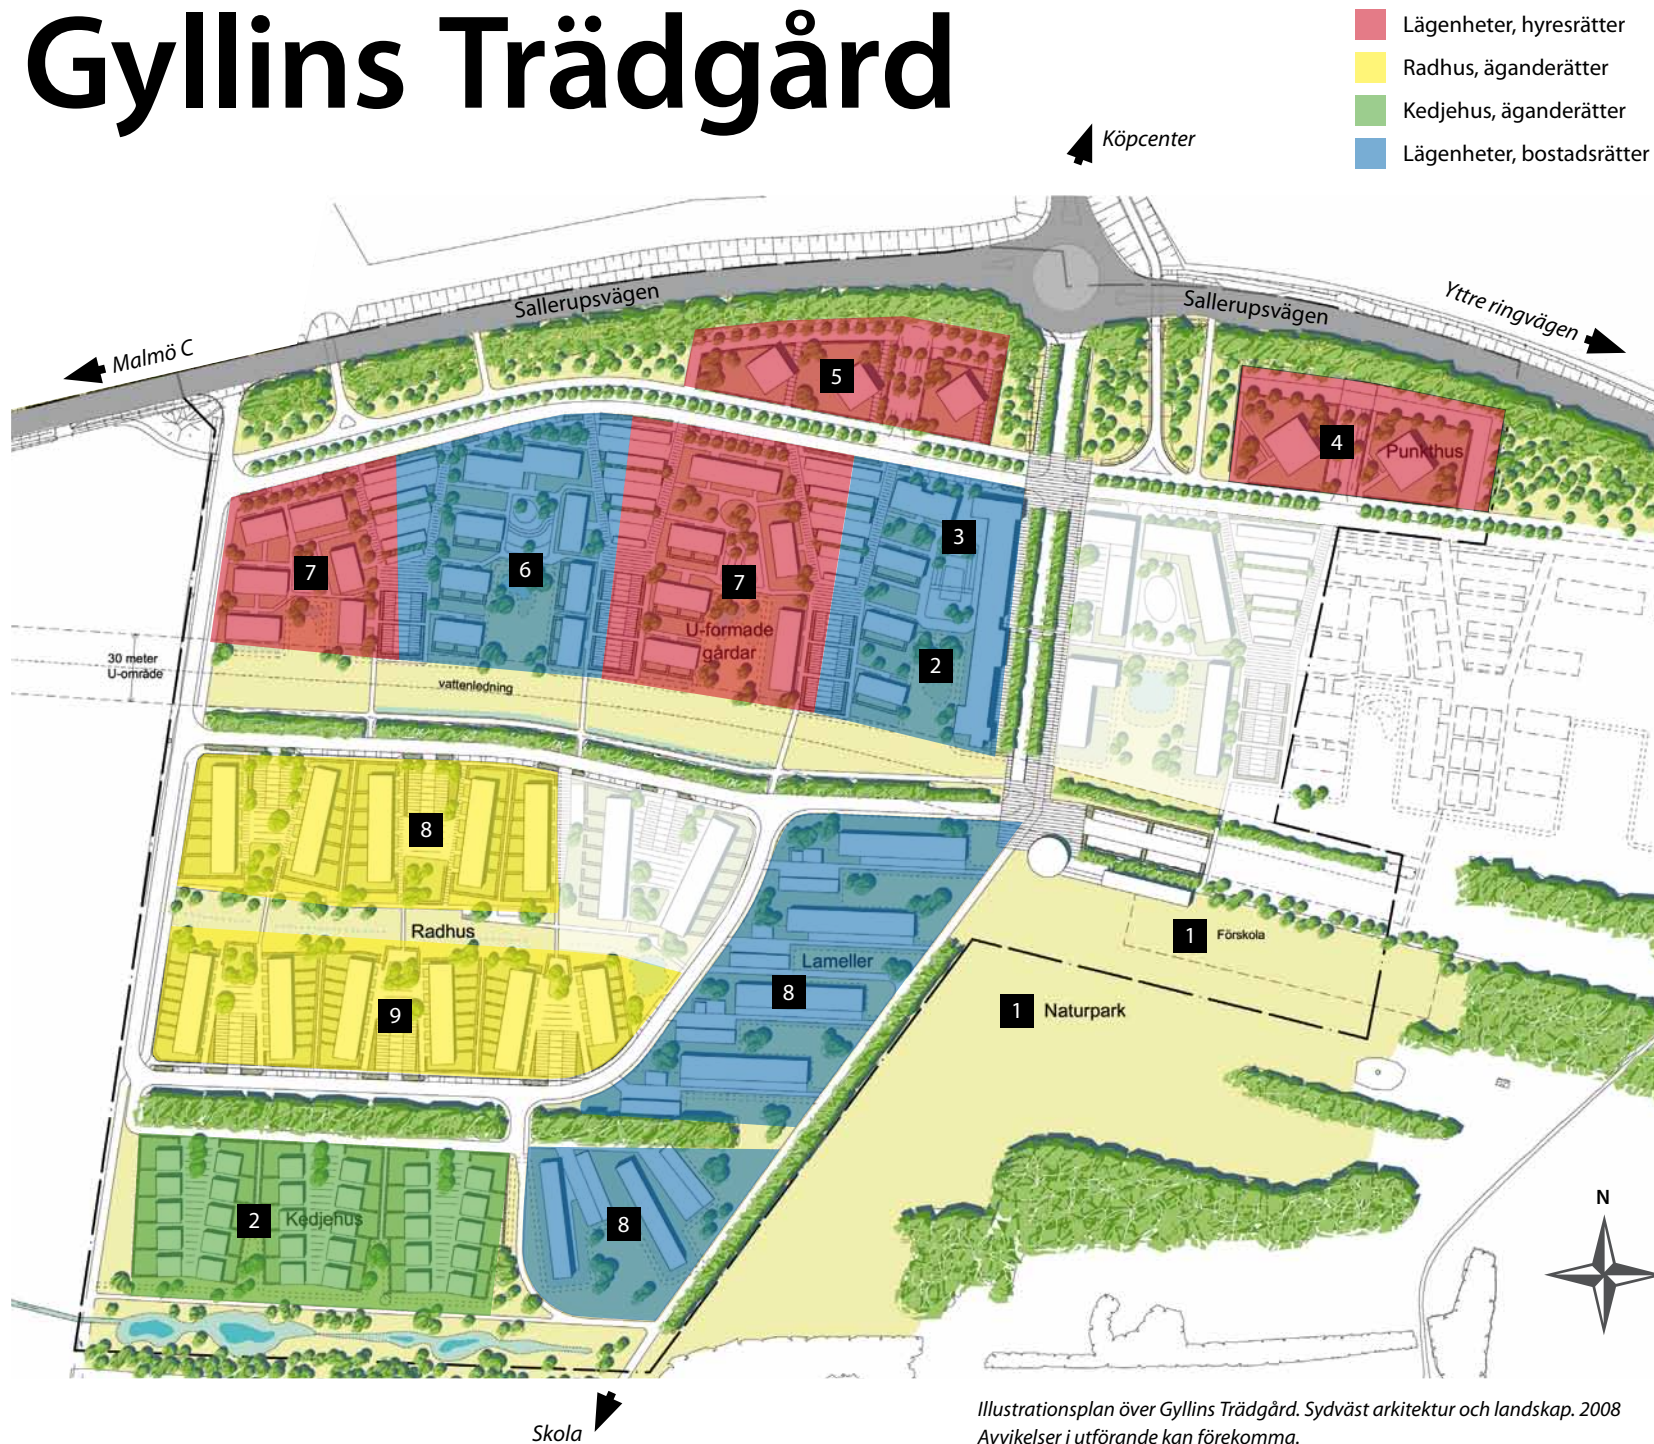 Gyllins Trädgård
Lägenheter, hyresrätter
Radhus, äganderätter
Kedjehus, äganderätter
Lägenheter, bostadsrätter
Köpcenter
Sallerupsvägen
Sallerupsvägen
Yttre ringvägen
Malmö C
5
4
Punkthus
3
7
6
7
U-formade
gårdar
2
30 meter
U-område
vattenledning
8
Radhus
1
Förskola
Lameller
8
9
1
Naturpark
2
Kedjehus
8
N
Skola
Illustrationsplan över Gyllins Trädgård. Sydväst arkitektur och landskap. 2008
Avvikelser i utförande kan förekomma.